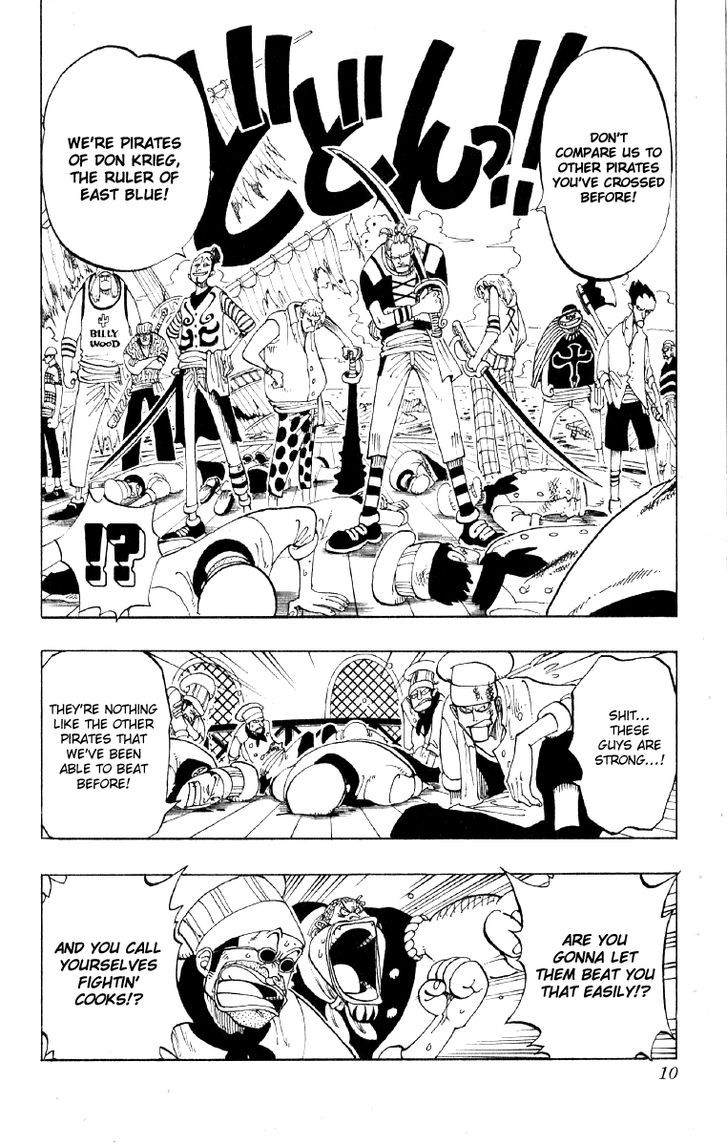 DON'T
COMPARE US TO
OTHER PIRATES
YOU'VE CROSSED
BEFORE!
どどんっ!!
WE'RE PIRATES
OF DON KRIEG,
THE RULER OF
EAST BLUE!
BILLY
WOOD
!?
SHIT...
THESE
GUYS ARE
STRONG...!
THEY'RE NOTHING
LIKE THE OTHER
PIRATES THAT
WE'VE BEEN
ABLE TO BEAT
BEFORE!
ARE YOU
GONNA LET
THEM BEAT YOU
THAT EASILY!?
AND YOU CALL
YOURSELVES
FIGHTIN'
COOKS!?
10